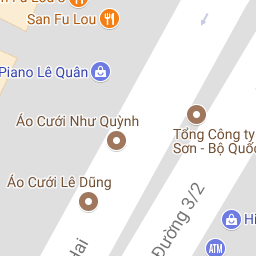 San Fu Lou
Piano Lê Quân
Áo Cưới Như Quỳnh
Tổng Công ty
Sơn - Bộ Quốc
Áo Cưới Lê Dũng
Đường 3/2
Hai
ATM